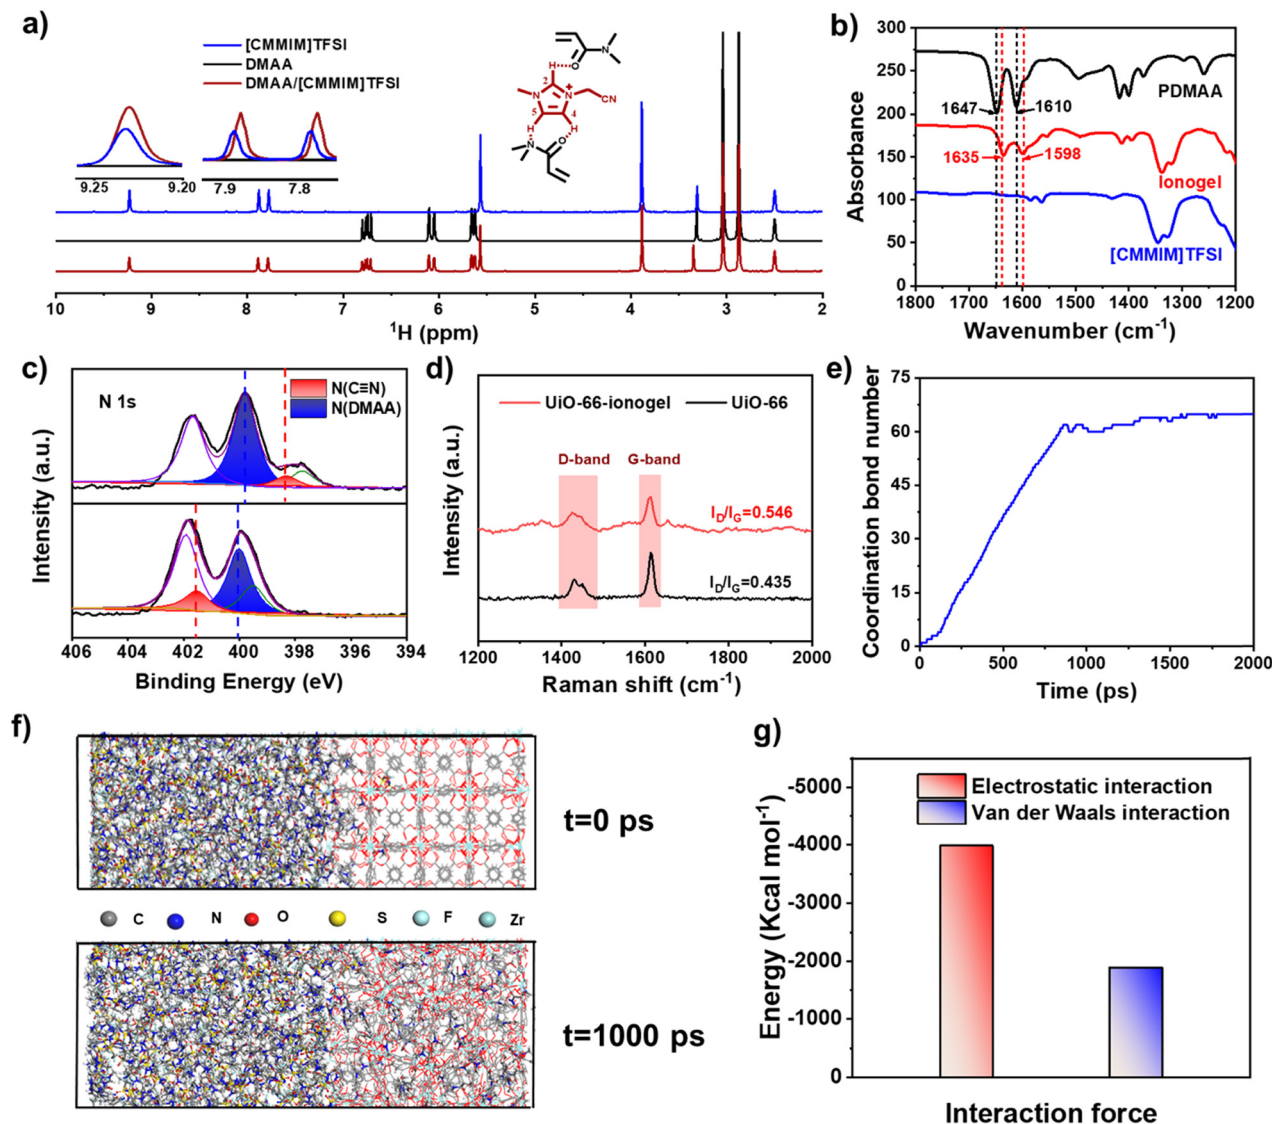 a)
[CMMIM]TFSI
DMAA
DMAA/[CMMIM]TFSI
9.25 9.20
7.9 7.8
H O N
2
N N+ CN
5 4
H H
N O
10 9 8 7 6 5 4 3 2
¹H (ppm)
b)
Absorbance
300
250
200
150
100
50
0
PDMAA
1647 1610
1635 1598
Ionogel
[CMMIM]TFSI
1800 1700 1600 1500 1400 1300 1200
Wavenumber (cm⁻¹)
c)
N 1s
N(C≡N)
N(DMAA)
Intensity (a.u.)
406 404 402 400 398 396 394
Binding Energy (eV)
d)
UiO-66-ionogel UiO-66
D-band G-band
I_D/I_G=0.546
I_D/I_G=0.435
Intensity (a.u.)
1200 1400 1600 1800 2000
Raman shift (cm⁻¹)
e)
Coordination bond number
75
60
45
30
15
0
0 500 1000 1500 2000
Time (ps)
f)
t=0 ps
C N O S F Zr
t=1000 ps
g)
Energy (Kcal mol⁻¹)
-5000
-4000
-3000
-2000
-1000
0
Electrostatic interaction
Van der Waals interaction
Interaction force